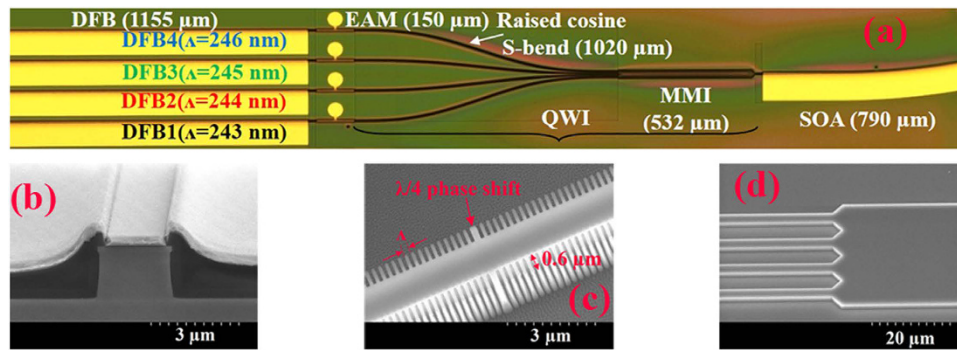 DFB (1155 μm)
EAM (150 μm)
Raised cosine
S-bend (1020 μm)
(a)
DFB4(Λ=246 nm)
DFB3(Λ=245 nm)
DFB2(Λ=244 nm)
DFB1(Λ=243 nm)
QWI
MMI
(532 μm)
SOA (790 μm)
(b)
3 μm
λ/4 phase shift
Λ
0.6 μm
(c)
3 μm
(d)
20 μm